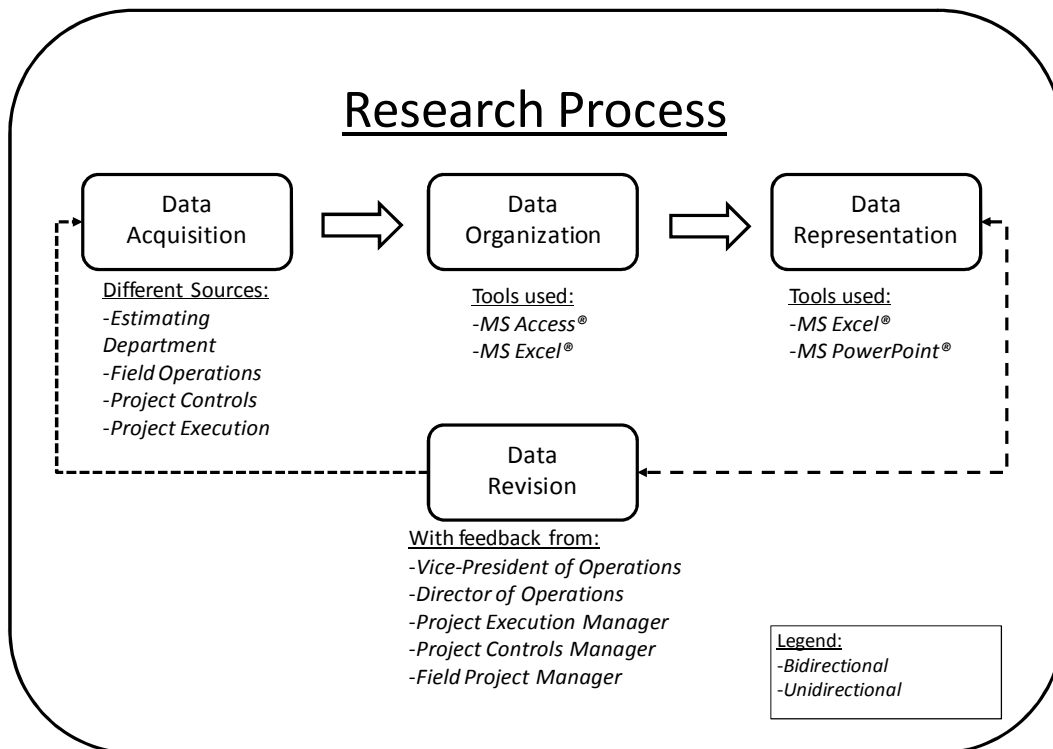 Research Process
Data
Acquisition
Different Sources:
-Estimating
Department
-Field Operations
-Project Controls
-Project Execution
Data
Organization
Tools used:
-MS Access®
-MS Excel®
Data
Representation
Tools used:
-MS Excel®
-MS PowerPoint®
Data
Revision
With feedback from:
-Vice-President of Operations
-Director of Operations
-Project Execution Manager
-Project Controls Manager
-Field Project Manager
Legend:
-Bidirectional
-Unidirectional